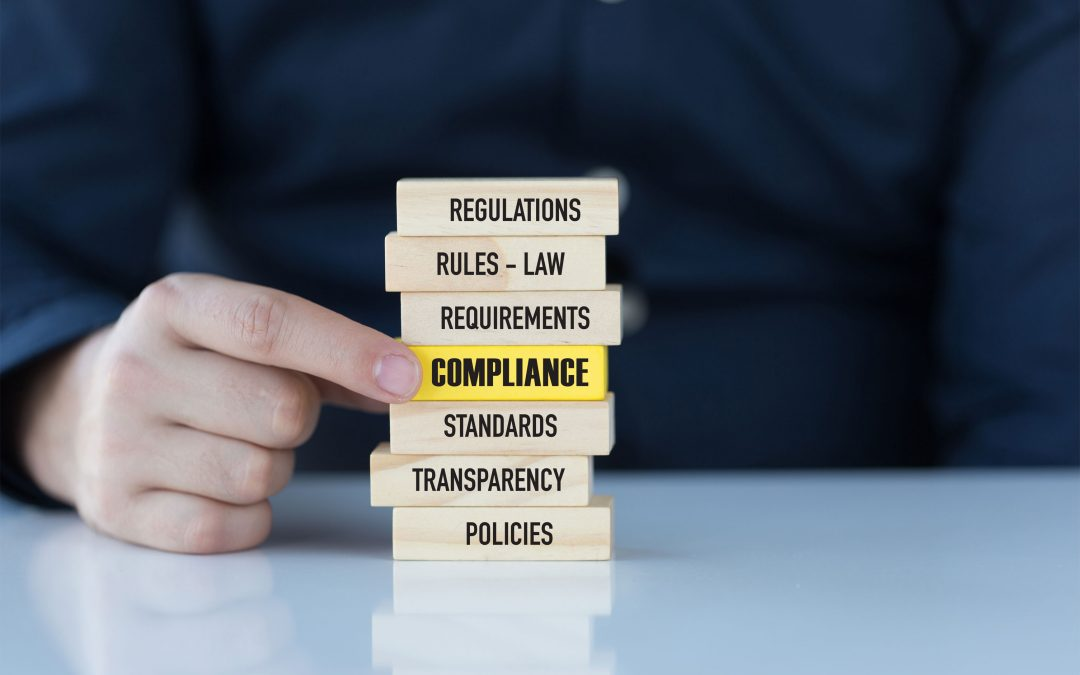 REGULATIONS
RULES - LAW
REQUIREMENTS
COMPLIANCE
STANDARDS
TRANSPARENCY
POLICIES